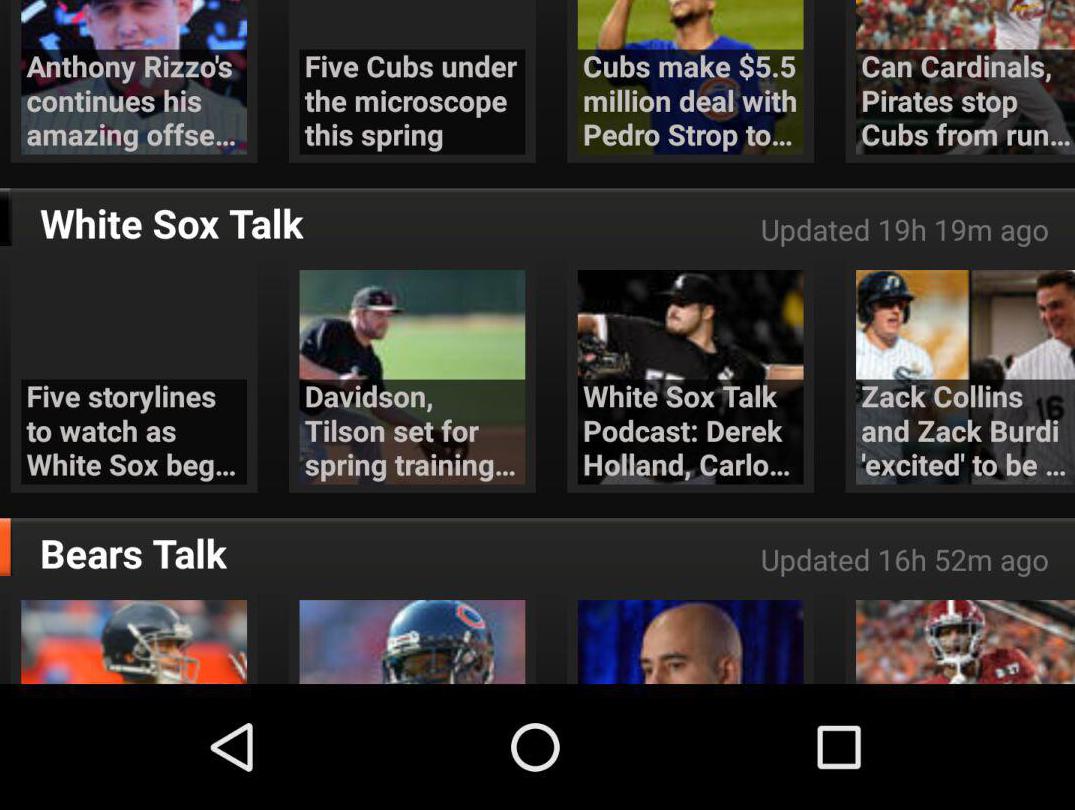 Anthony Rizzo's
continues his
amazing offse...
Five Cubs under
the microscope
this spring
Cubs make $5.5
million deal with
Pedro Strop to...
Can Cardinals,
Pirates stop
Cubs from run...
White Sox Talk
Updated 19h 19m ago
Five storylines
to watch as
White Sox beg...
Davidson,
Tilson set for
spring training...
White Sox Talk
Podcast: Derek
Holland, Carlo...
Zack Collins
and Zack Burdi
'excited' to be ...
16
Bears Talk
Updated 16h 52m ago